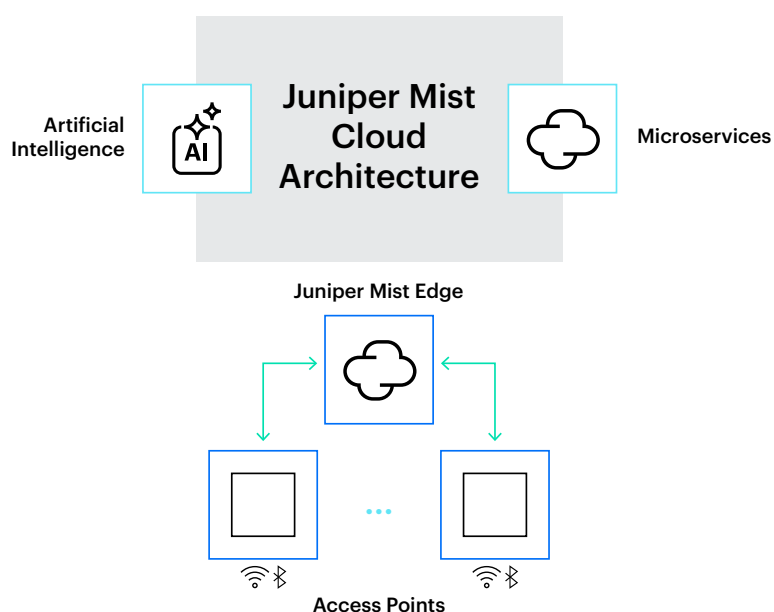 Juniper Mist
Cloud
Architecture
Artificial
Intelligence
AI
Microservices
Juniper Mist Edge
...
Access Points